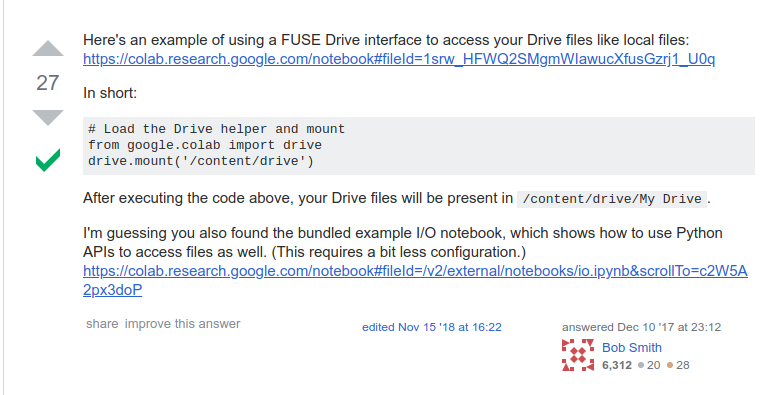 Here's an example of using a FUSE Drive interface to access your Drive files like local files:
https://colab.research.google.com/notebook#fileId=1srw_HFWQ2SMgmWIawucXfusGzrj1_U0q
27
In short:
# Load the Drive helper and mount
from google.colab import drive
drive.mount('/content/drive')
After executing the code above, your Drive files will be present in /content/drive/My Drive .
I'm guessing you also found the bundled example I/O notebook, which shows how to use Python
APIs to access files as well. (This requires a bit less configuration.)
https://colab.research.google.com/notebook#fileId=/v2/external/notebooks/io.ipynb&scrollTo=c2W5A
2px3doP
share improve this answer
edited Nov 15 '18 at 16:22
answered Dec 10 '17 at 23:12
Bob Smith
6,312 20 28